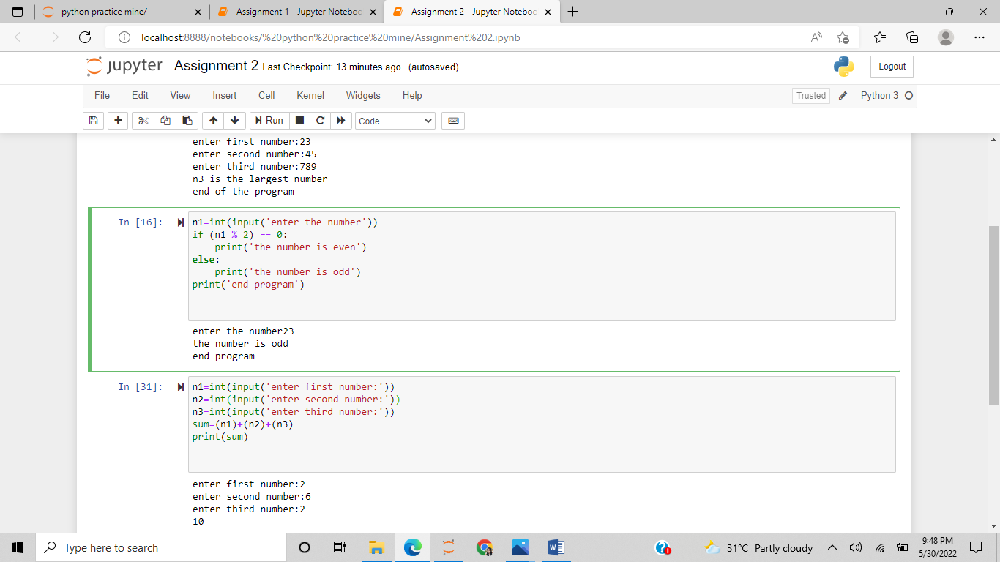 python practice mine/
Assignment 1 - Jupyter Noteboo
Assignment 2 - Jupyter Noteboo
localhost:8888/notebooks/%20python%20practice%20mine/Assignment%202.ipynb
jupyter Assignment 2 Last Checkpoint: 13 minutes ago (autosaved)
Logout
File Edit View Insert Cell Kernel Widgets Help
Trusted
Python 3
Run
Code
enter first number:23
enter second number:45
enter third number:789
n3 is the largest number
end of the program
In [16]:
n1=int(input('enter the number'))
if (n1 % 2) == 0:
    print('the number is even')
else:
    print('the number is odd')
print('end program')
enter the number23
the number is odd
end program
In [31]:
n1=int(input('enter first number:'))
n2=int(input('enter second number:'))
n3=int(input('enter third number:'))
sum=(n1)+(n2)+(n3)
print(sum)
enter first number:2
enter second number:6
enter third number:2
10
Type here to search
31°C Partly cloudy
9:48 PM
5/30/2022